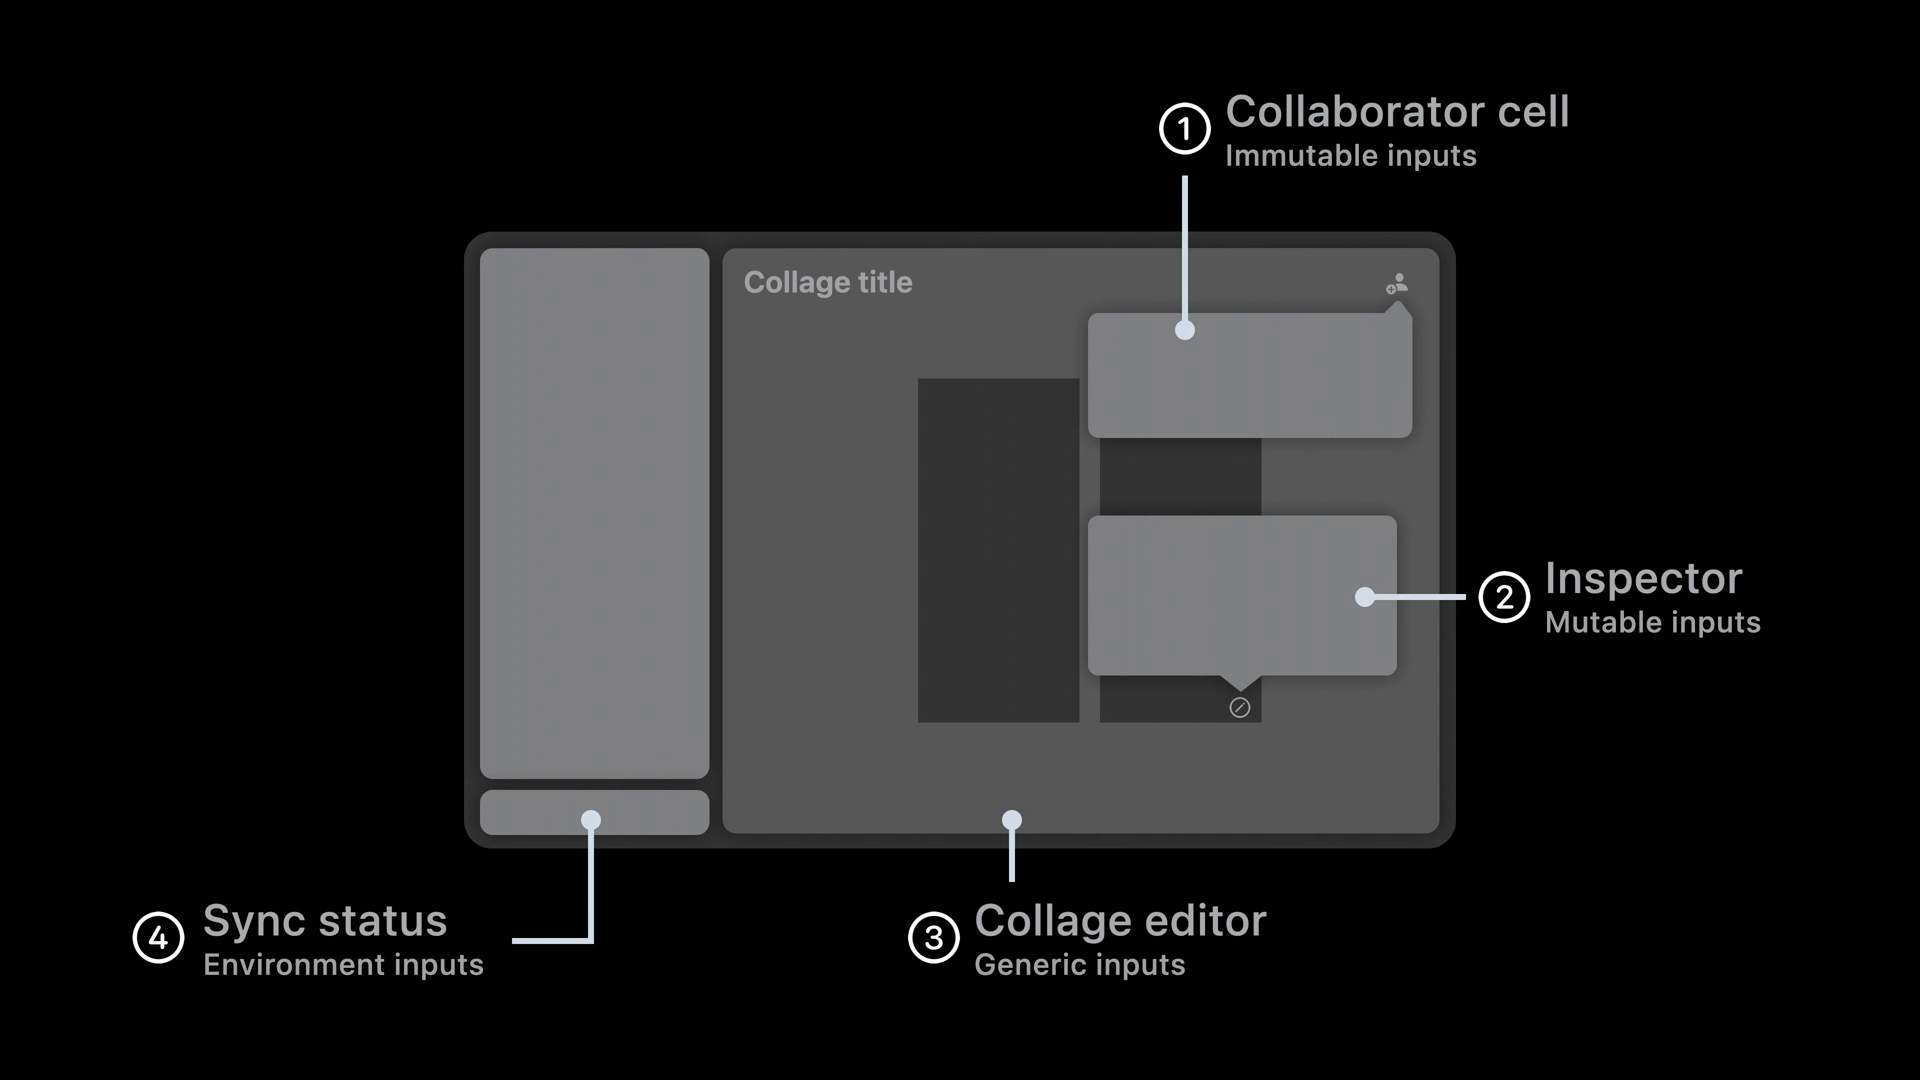 1 Collaborator cell
Immutable inputs
Collage title
2 Inspector
Mutable inputs
4 Sync status
Environment inputs
3 Collage editor
Generic inputs